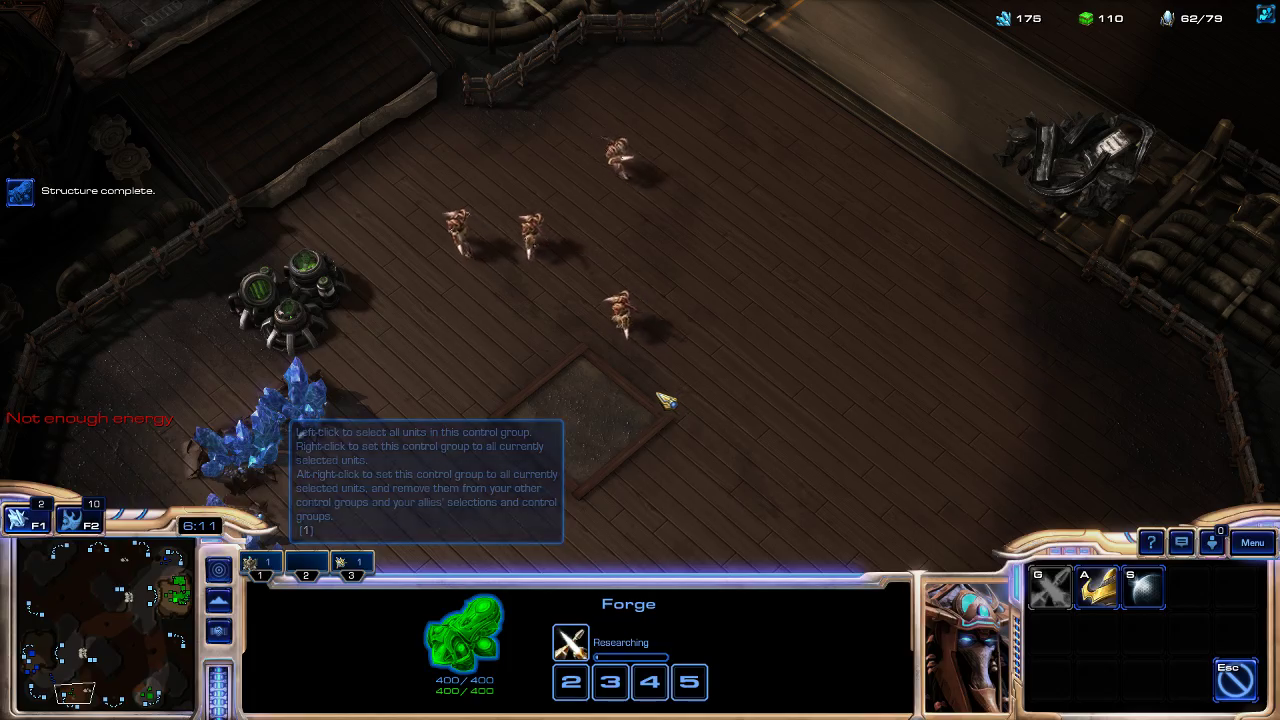 175
110
62/79
Structure complete.
Not enough energy
Left-click to select all units in this control group.
Right-click to set this control group to all currently
selected units.
Alt-right-click to set this control group to all currently
selected units, and remove them from your other
control groups and your allies' selections and control
groups.
[1]
2
10
F1
F2
6:11
1
1
1
2
3
0
?
Menu
Forge
Researching
400/400
400/400
2
3
4
5
G
A
S
Esc